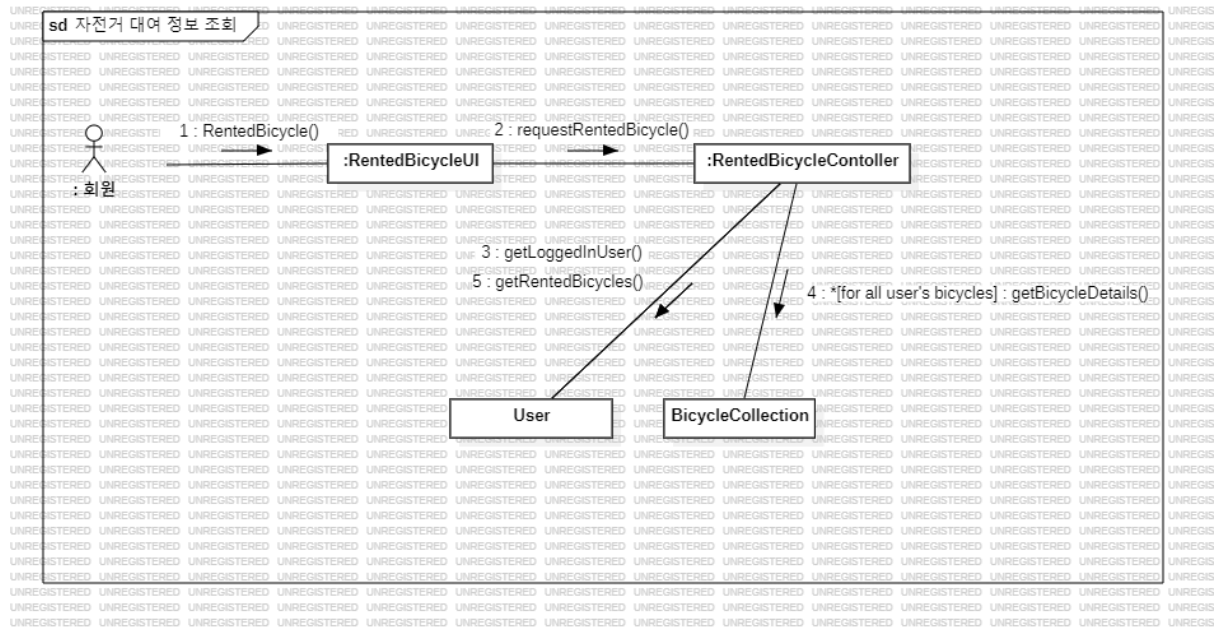 sd 자전거 대여 정보 조회
1 : RentedBicycle()
2 : requestRentedBicycle()
: 회원
:RentedBicycleUI
:RentedBicycleContoller
3 : getLoggedInUser()
5 : getRentedBicycles()
4 : *[for all user's bicycles] : getBicycleDetails()
User
BicycleCollection
UNREGISTERED